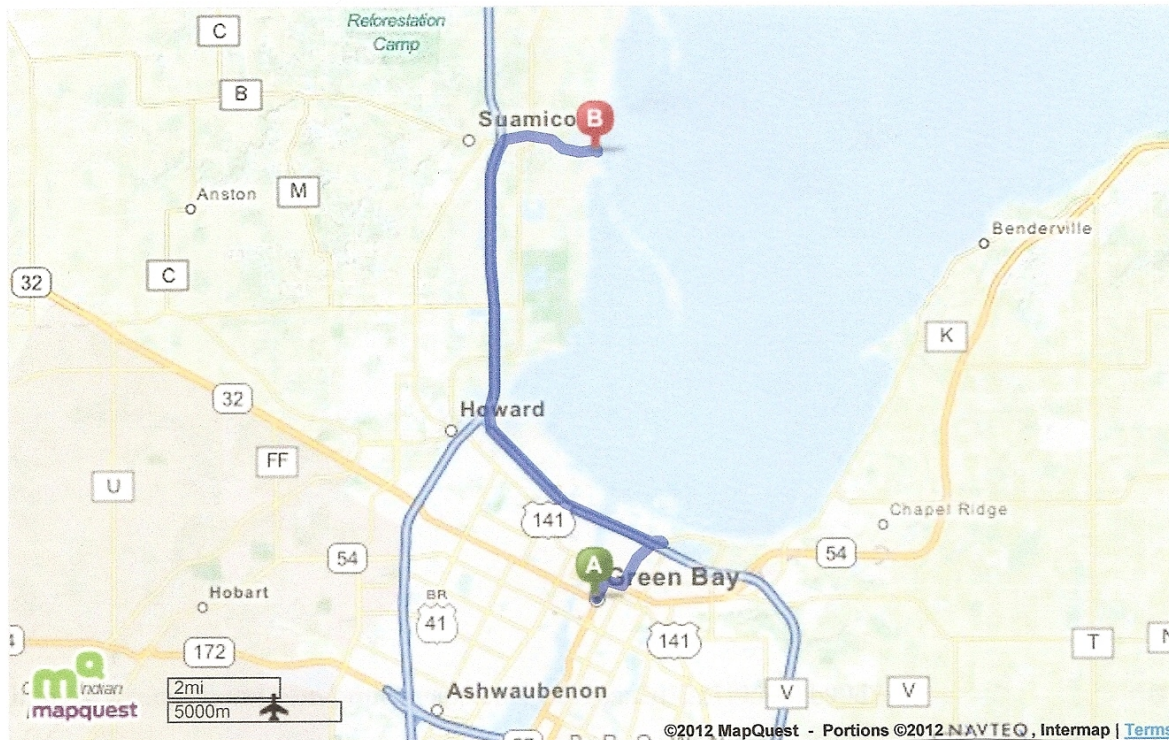 C
Reforestation
Camp
B
Suamico
B
Anston
M
Benderville
C
32
K
32
Howard
FF
U
141
Chapel Ridge
54
54
A
Green Bay
Hobart
BR
41
141
T
172
Indian
2mi
mapquest
5000m
Ashwaubenon
V
V
©2012 MapQuest - Portions ©2012 NAVTEQ, Intermap | Terms